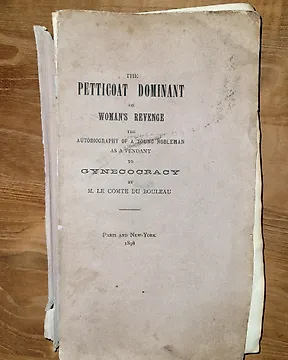 THE
PETTICOAT DOMINANT
OR
WOMAN'S REVENGE
THE
AUTOBIOGRAPHY OF A YOUNG NOBLEMAN
AS A PENDANT
TO
GYNECOCRACY
BY
M. LE COMTE DU BOULEAU
PARIS AND NEW-YORK
1898